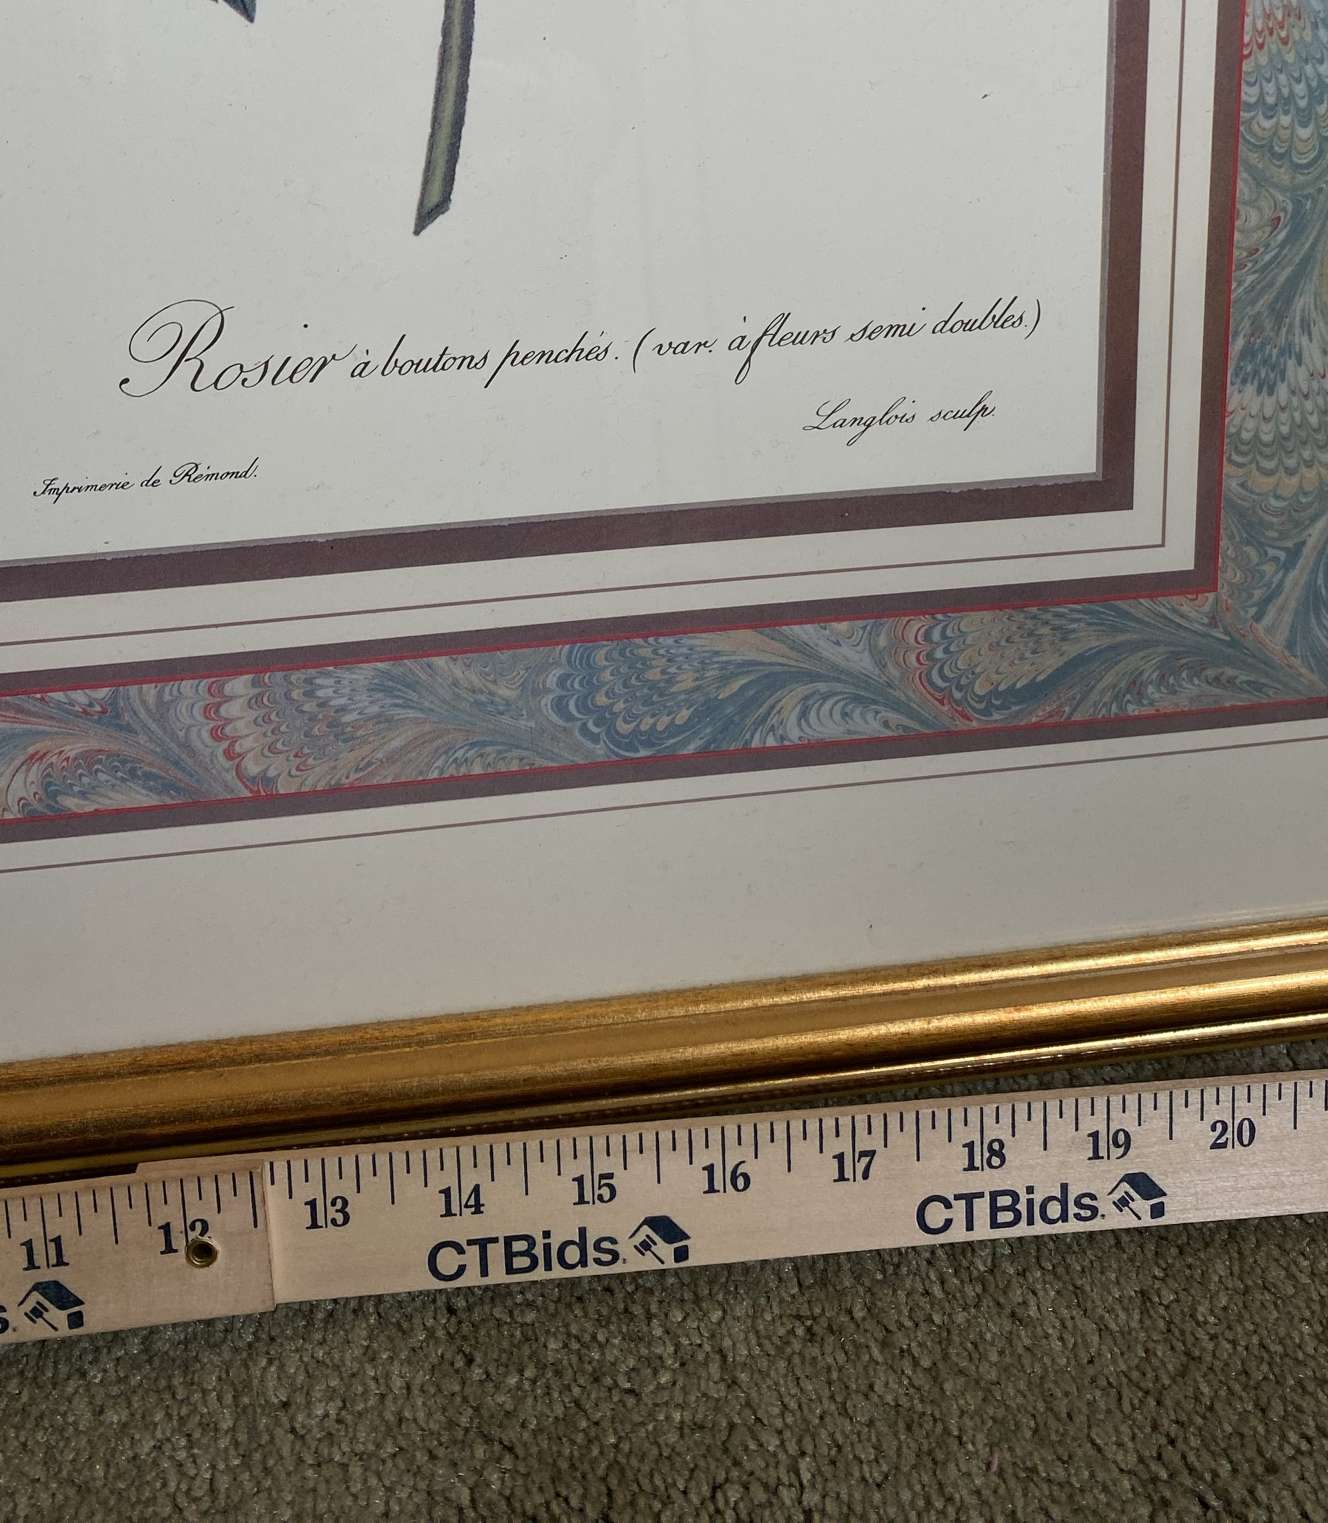 Rosier à boutons penchés. (var. à fleurs semi doubles.)
Langlois sculp.
Imprimerie de Rémond.
11 12 13 14 15 16 17 18 19 20
s. CTBids. CTBids.